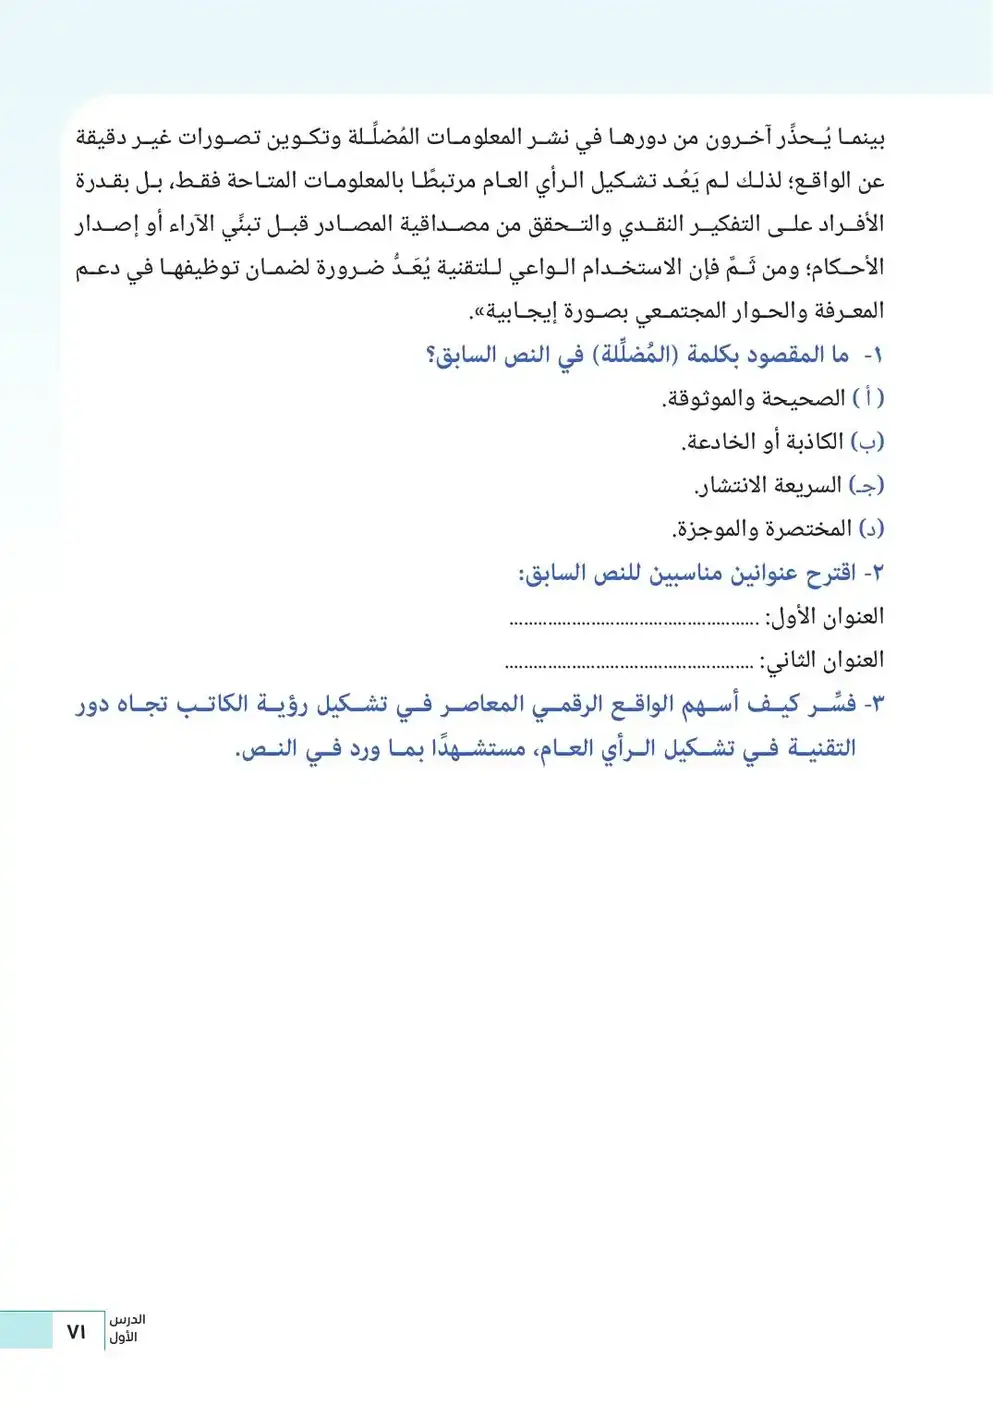 بينما يُحذِّر آخرون من دورها في نشر المعلومات المُضلِّلة وتكوين تصورات غير دقيقة
عن الواقع؛ لذلك لم يَعُد تشكيل الرأي العام مرتبطًا بالمعلومات المتاحة فقط، بل بقدرة
الأفراد على التفكير النقدي والتحقق من مصداقية المصادر قبل تبنِّي الآراء أو إصدار
الأحكام؛ ومن ثَمَّ فإن الاستخدام الواعي للتقنية يُعَدُّ ضرورة لضمان توظيفها في دعم
المعرفة والحوار المجتمعي بصورة إيجابية».
١- ما المقصود بكلمة (المُضلِّلة) في النص السابق؟
(أ) الصحيحة والموثوقة.
(ب) الكاذبة أو الخادعة.
(جـ) السريعة الانتشار.
(د) المختصرة والموجزة.
٢- اقترح عنوانين مناسبين للنص السابق:
العنوان الأول: ....................................................
العنوان الثاني: ....................................................
٣- فسِّر كيف أسهم الواقع الرقمي المعاصر في تشكيل رؤية الكاتب تجاه دور
التقنية في تشكيل الرأي العام، مستشهدًا بما ورد في النص.
الدرس
الأول
٧١